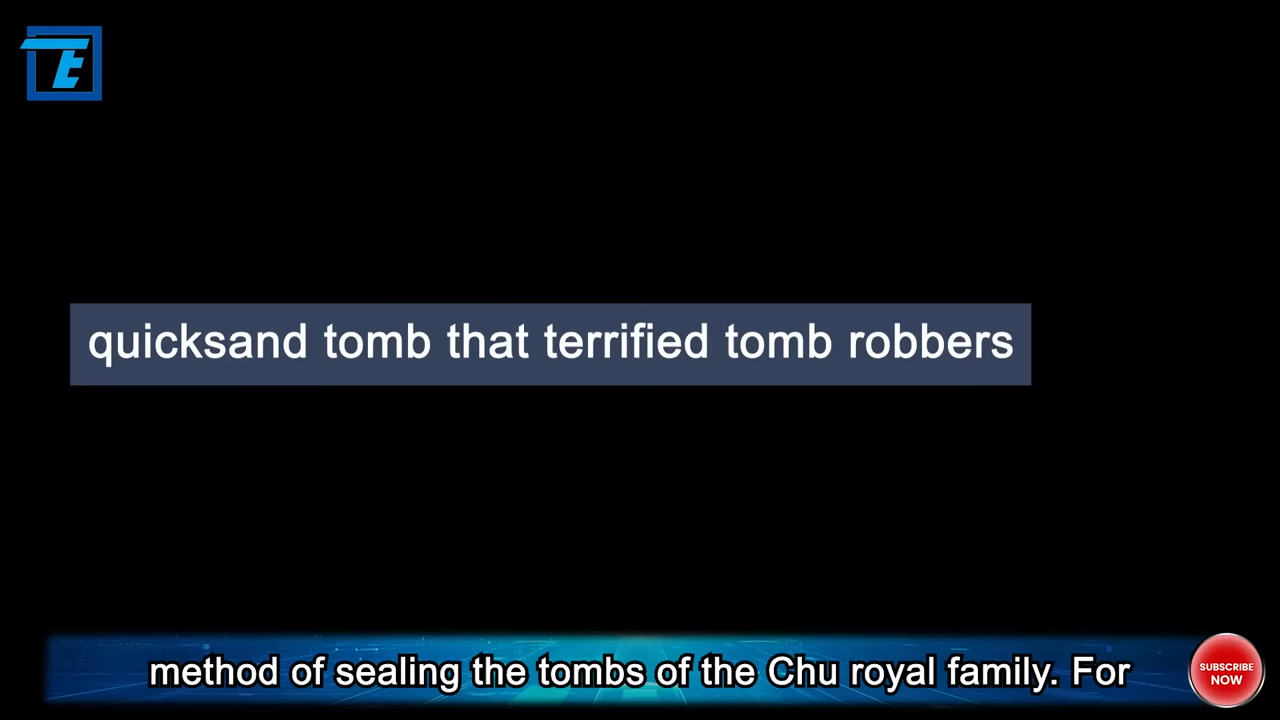 TE
quicksand tomb that terrified tomb robbers
method of sealing the tombs of the Chu royal family. For
SUBSCRIBE
NOW